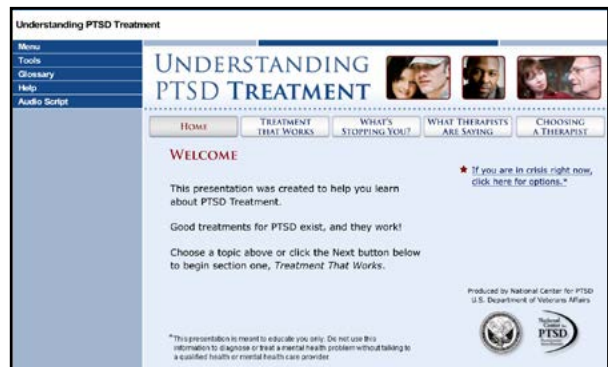 Understanding PTSD Treatment
Menu
Tools
Glossary
Help
Audio Script
UNDERSTANDING
PTSD TREATMENT
HOME
TREATMENT
THAT WORKS
WHAT'S
STOPPING YOU?
WHAT THERAPISTS
ARE SAYING
CHOOSING
A THERAPIST
WELCOME
If you are in crisis right now,
click here for options.*
This presentation was created to help you learn
about PTSD Treatment.
Good treatments for PTSD exist, and they work!
Choose a topic above or click the Next button below
to begin section one, Treatment That Works.
Produced by National Center for PTSD
U.S. Department of Veterans Affairs
National
Center for
PTSD
*This presentation is meant to educate you only. Do not use this
information to diagnose or treat a mental health problem without talking to
a qualified health or mental health care provider.